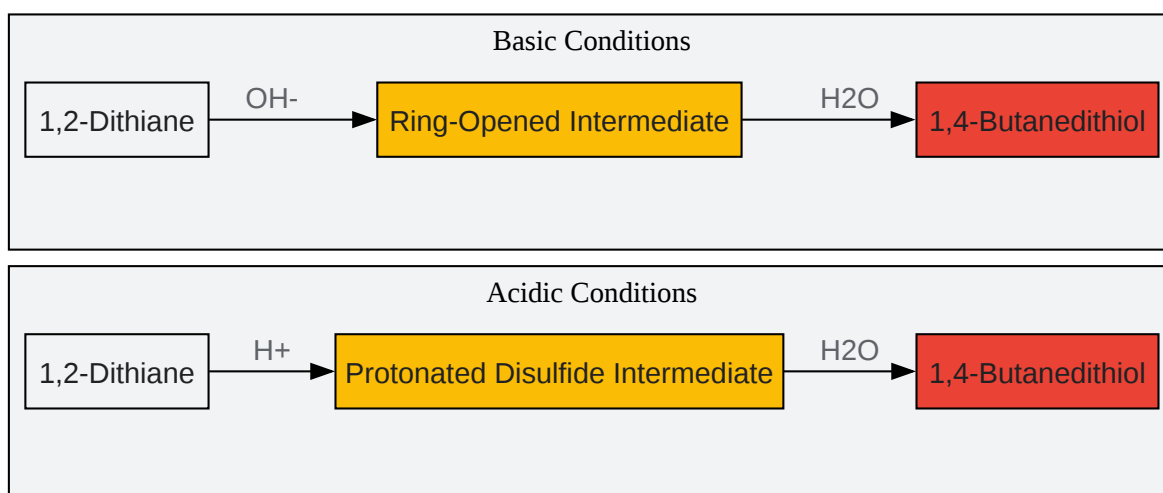 Basic Conditions
1,2-Dithiane
OH-
Ring-Opened Intermediate
H2O
1,4-Butanedithiol
Acidic Conditions
1,2-Dithiane
H+
Protonated Disulfide Intermediate
H2O
1,4-Butanedithiol